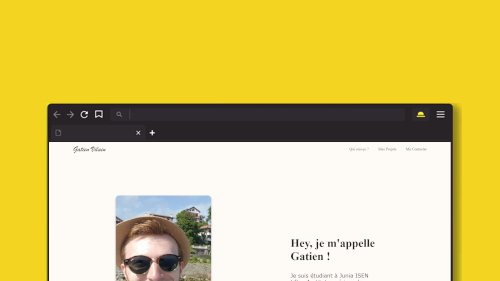 Gatien Vilain
Qui suis-je ?
Mes Projets
Me Contacter
Hey, je m'appelle
Gatien !
Je suis étudiant à Junia ISEN